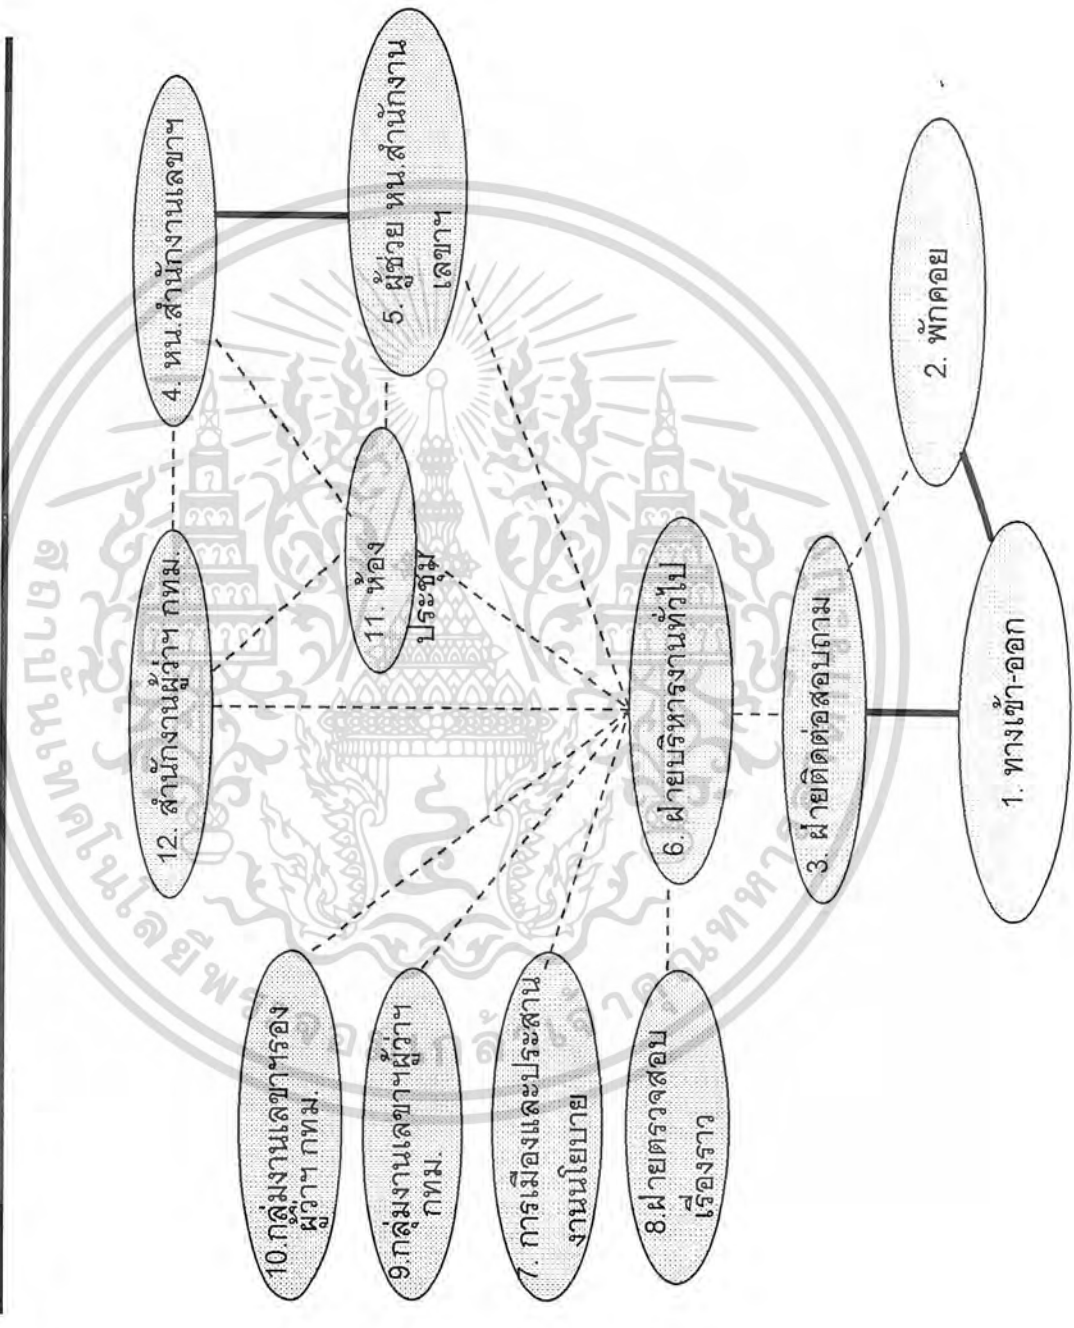 12. สำนักงานผู้ว่าฯ กทม.
4. หน.สำนักงานเลขาฯ
10.กลุ่มงานเลขาฯรอง
ผู้ว่าฯ กทม.
9.กลุ่มงานเลขาฯผู้ว่าฯ
กทม.
11. ห้อง
ประชุม
5. ผู้ช่วย หน.สำนักงาน
เลขาฯ
7. การเมืองและประสาน
งานนโยบาย
8.ฝ่ายตรวจสอบ
เรื่องราว
6. ฝ่ายบริหารงานทั่วไป
3. ฝ่ายติดต่อสอบถาม
2. พักคอย
1. ทางเข้า-ออก